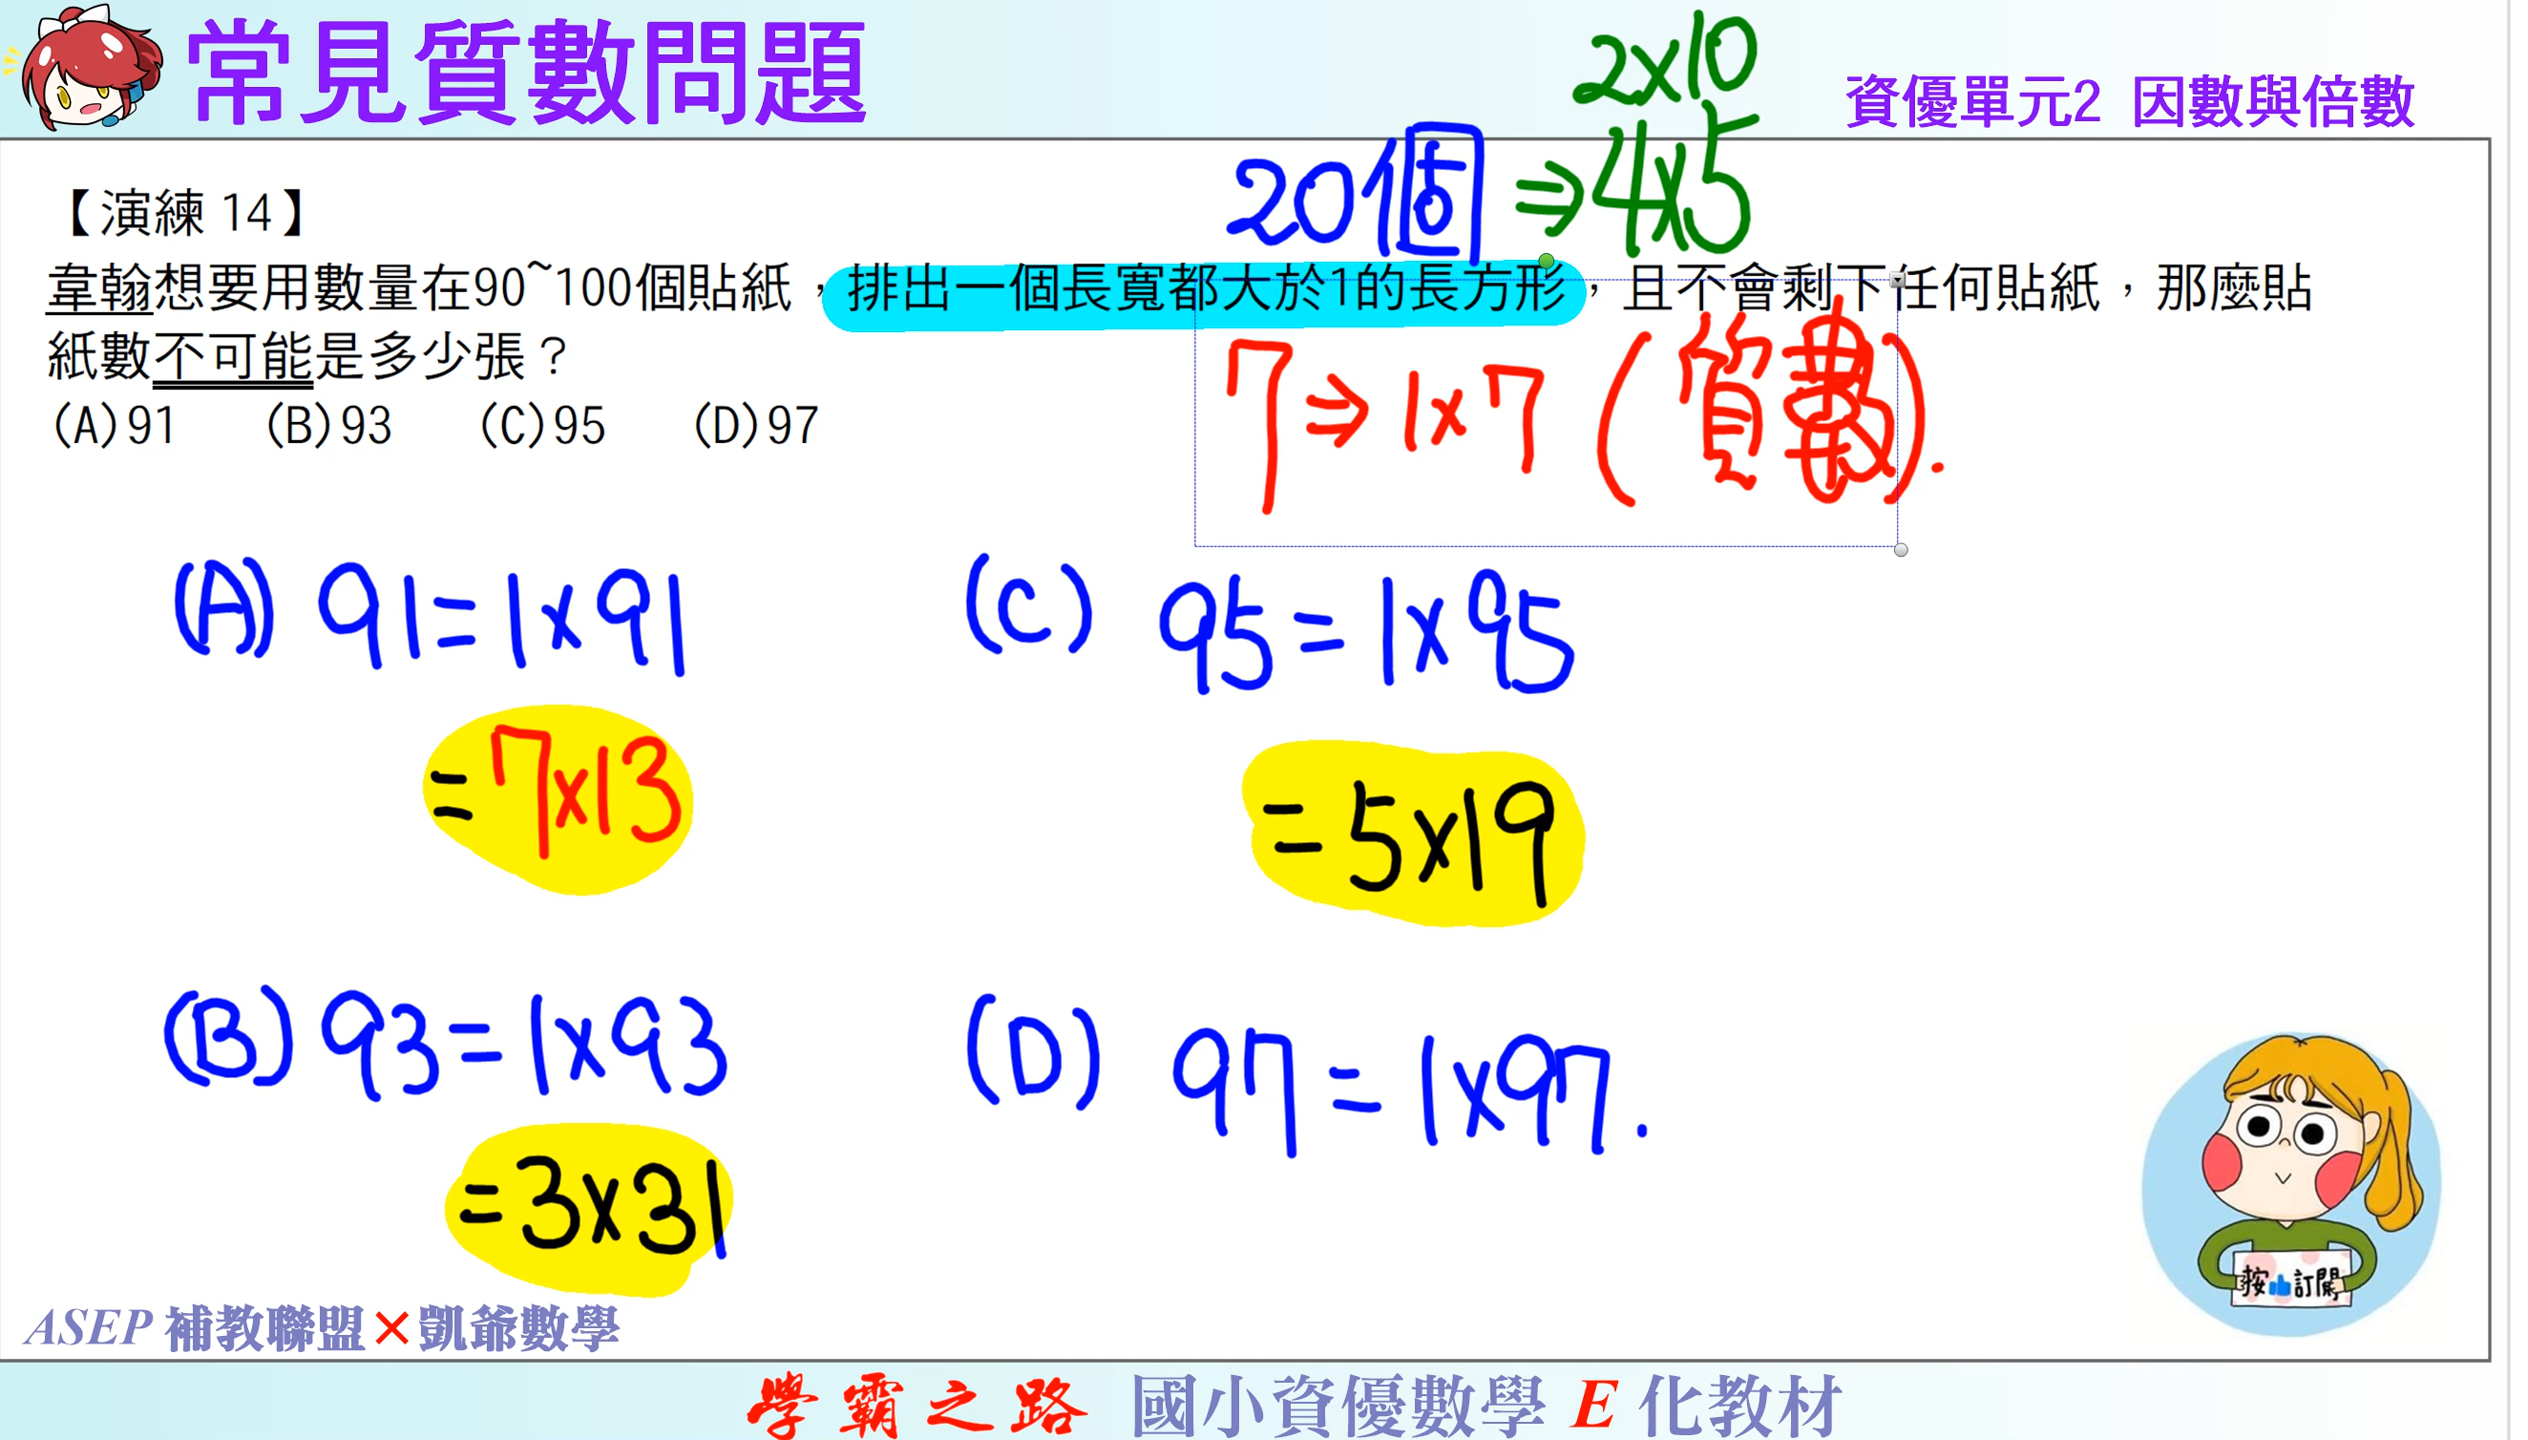 常見質數問題
資優單元2 因數與倍數
2x10
20個 ⇒ 4x5
【演練 14】
韋翰想要用數量在90~100個貼紙，排出一個長寬都大於1的長方形，且不會剩下任何貼紙，那麼貼
紙數不可能是多少張？
(A)91 (B)93 (C)95 (D)97
7 ⇒ 1x7 (質數).
(A) 91=1x91
=7x13
(C) 95=1x95
=5x19
(B) 93=1x93
=3x31
(D) 97=1x97.
按訂閱
ASEP 補教聯盟×凱爺數學
學霸之路 國小資優數學 E 化教材